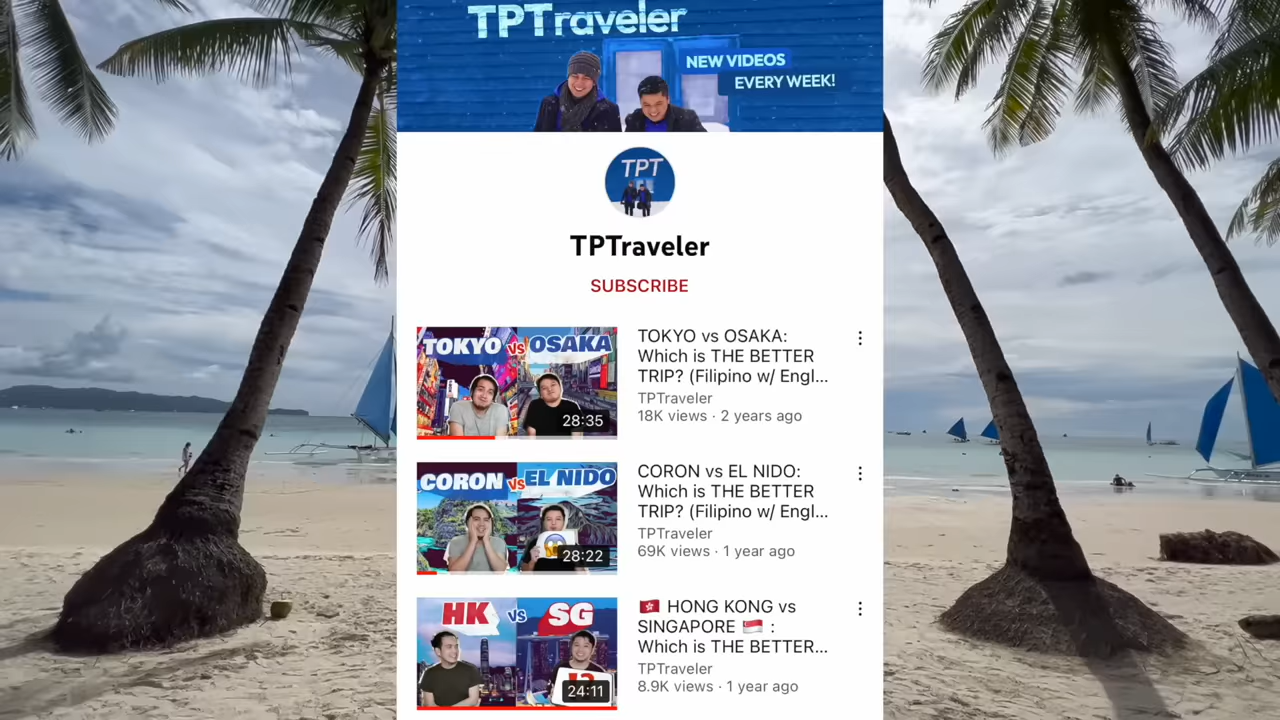 TPTraveler
NEW VIDEOS
EVERY WEEK!
TPT
TPTraveler
SUBSCRIBE
TOKYO vs OSAKA
28:35
TOKYO vs OSAKA:
Which is THE BETTER
TRIP? (Filipino w/ Engl...
TPTraveler
18K views · 2 years ago
CORON vs EL NIDO
28:22
CORON vs EL NIDO:
Which is THE BETTER
TRIP? (Filipino w/ Engl...
TPTraveler
69K views · 1 year ago
HK vs SG
24:11
🇭🇰 HONG KONG vs
SINGAPORE 🇸🇬 :
Which is THE BETTER...
TPTraveler
8.9K views · 1 year ago